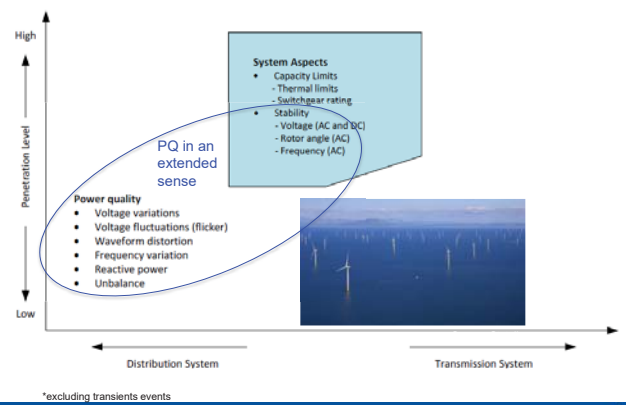 High
Penetration Level
Low
System Aspects
• Capacity Limits
- Thermal limits
- Switchgear rating
• Stability
- Voltage (AC and DC)
- Rotor angle (AC)
- Frequency (AC)
PQ in an
extended
sense
Power quality
• Voltage variations
• Voltage fluctuations (flicker)
• Waveform distortion
• Frequency variation
• Reactive power
• Unbalance
Distribution System
Transmission System
*excluding transients events